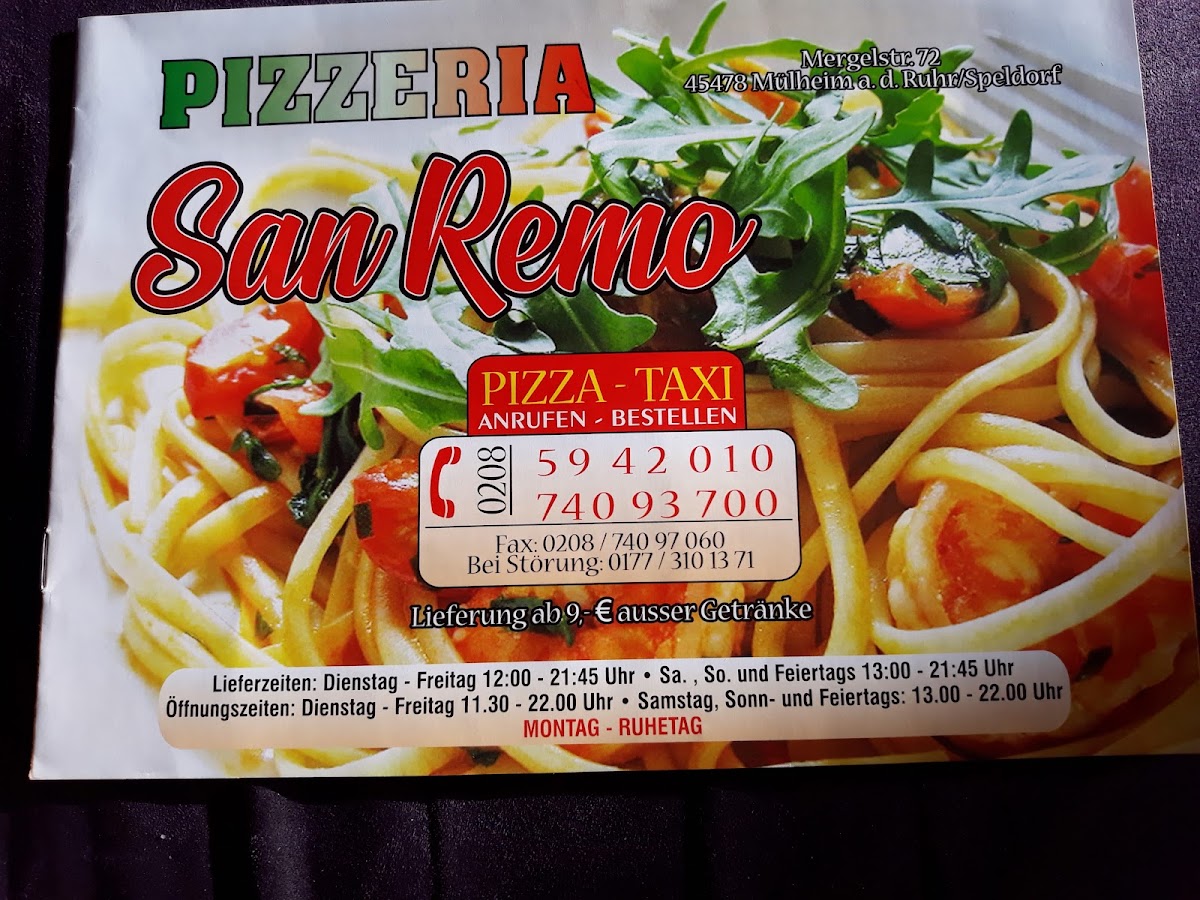 PIZZERIA
Mergelstr. 72
45478 Mülheim a. d. Ruhr/Speldorf
San Remo
PIZZA - TAXI
ANRUFEN - BESTELLEN
0208
59 42 010
740 93 700
Fax: 0208 / 740 97 060
Bei Störung: 0177 / 310 13 71
Lieferung ab 9,- € ausser Getränke
Lieferzeiten: Dienstag - Freitag 12:00 - 21:45 Uhr • Sa. , So. und Feiertags 13:00 - 21:45 Uhr
Öffnungszeiten: Dienstag - Freitag 11.30 - 22.00 Uhr • Samstag, Sonn- und Feiertags: 13.00 - 22.00 Uhr
MONTAG - RUHETAG